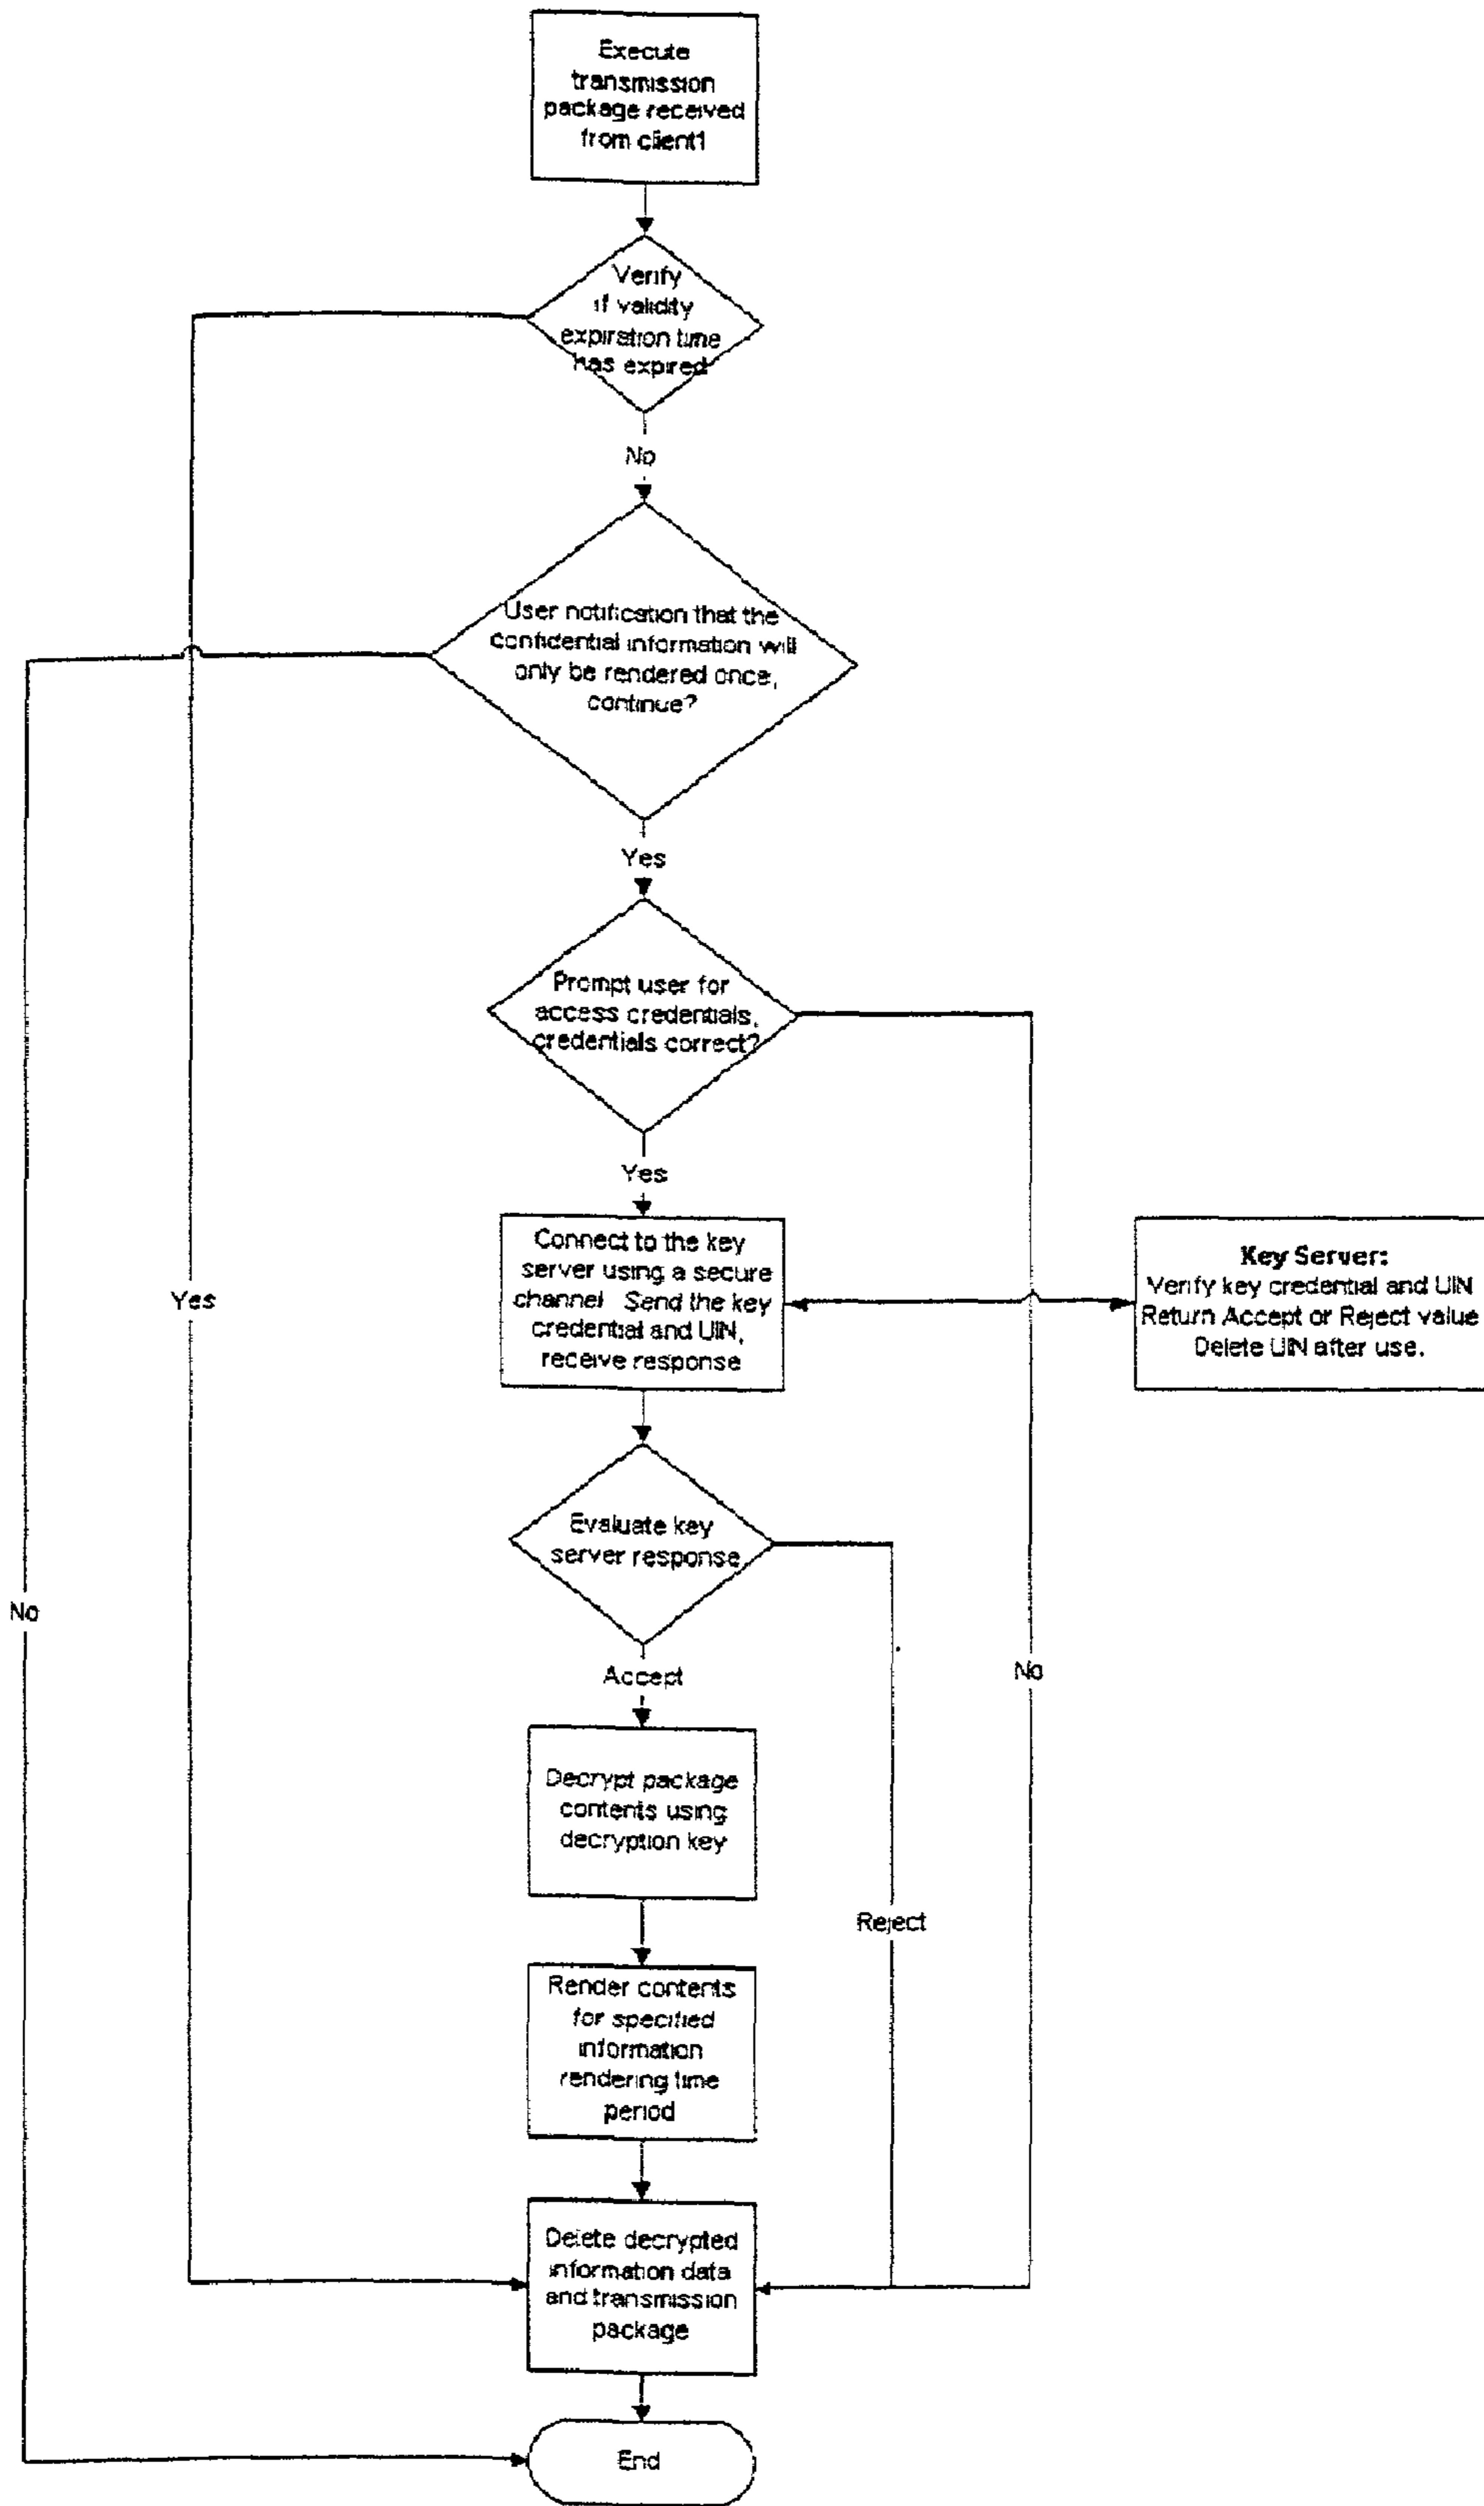 Execute
transmission
package received
from client1
Verify
if validity
expiration time
has expired
No
User notification that the
confidential information will
only be rendered once,
continue?
Yes
Prompt user for
access credentials,
credentials correct?
Yes
Connect to the key
server using a secure
channel Send the key
credential and UIN,
receive response
Key Server:
Verify key credential and UIN
Return Accept or Reject value
Delete UIN after use.
Yes
Evaluate key
server response
No
Accept
No
Decrypt package
contents using
decryption key
Reject
Render contents
for specified
information
rendering time
period
Delete decrypted
information data
and transmission
package
End